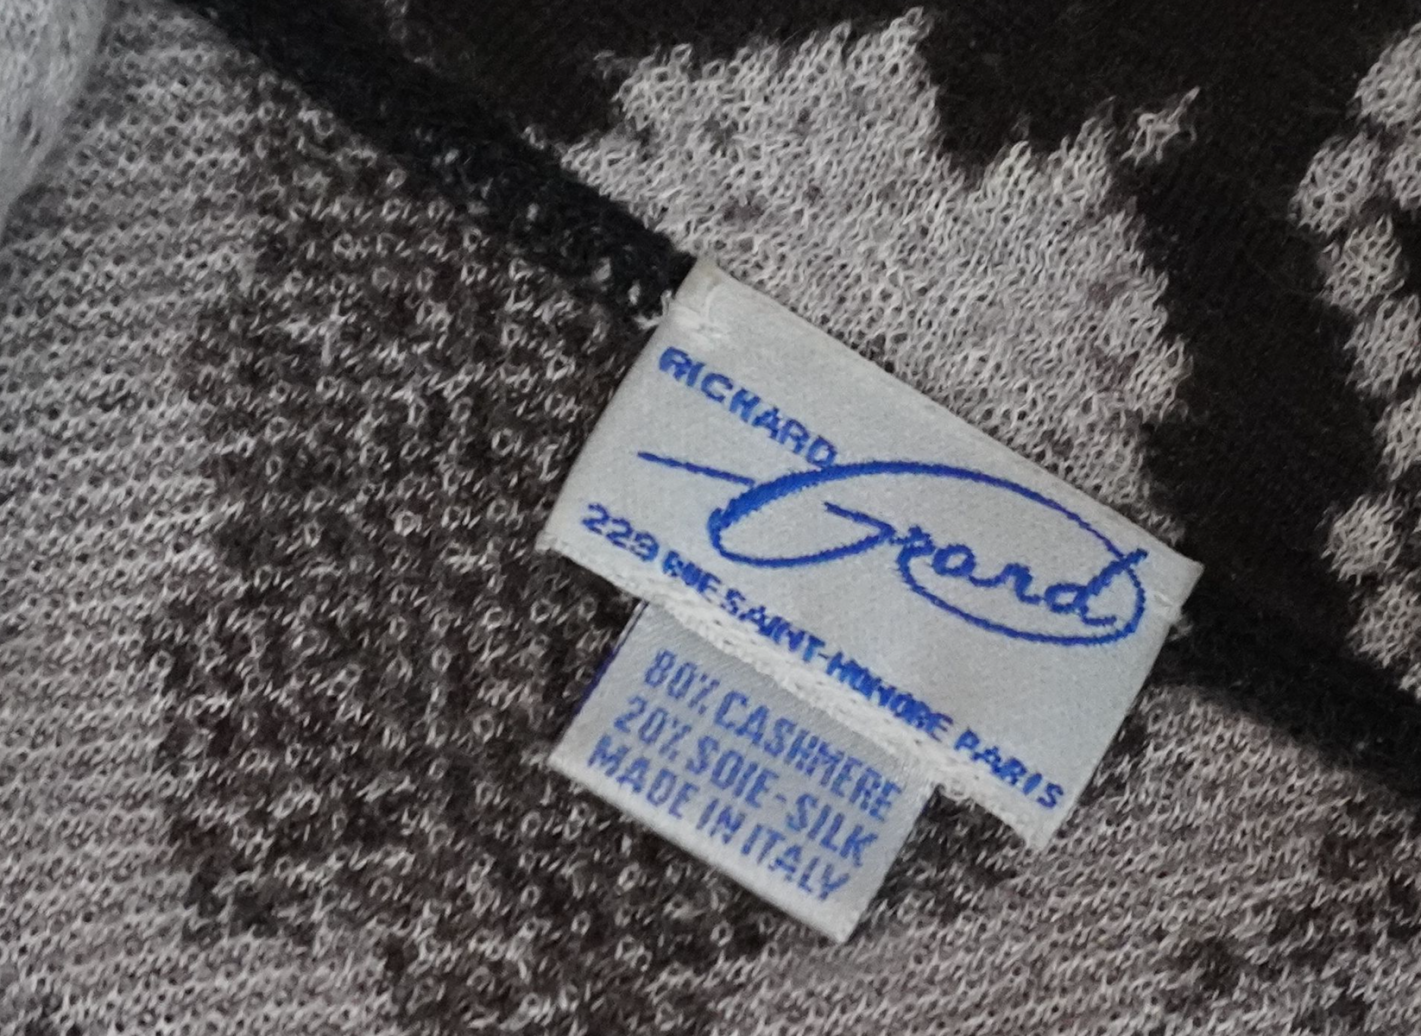 RICHARD
Grand
229 RUE SAINT-HONORE PARIS
80% CASHMERE
20% SOIE-SILK
MADE IN ITALY